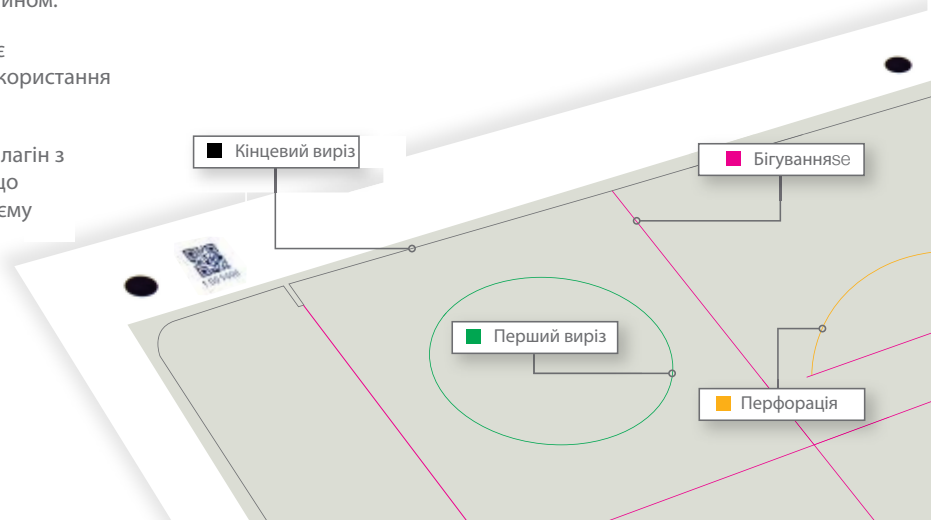 ином.
є
користання
лагін з
що
єму
Кінцевий виріз
Бігуванняse
Перший виріз
Перфорація